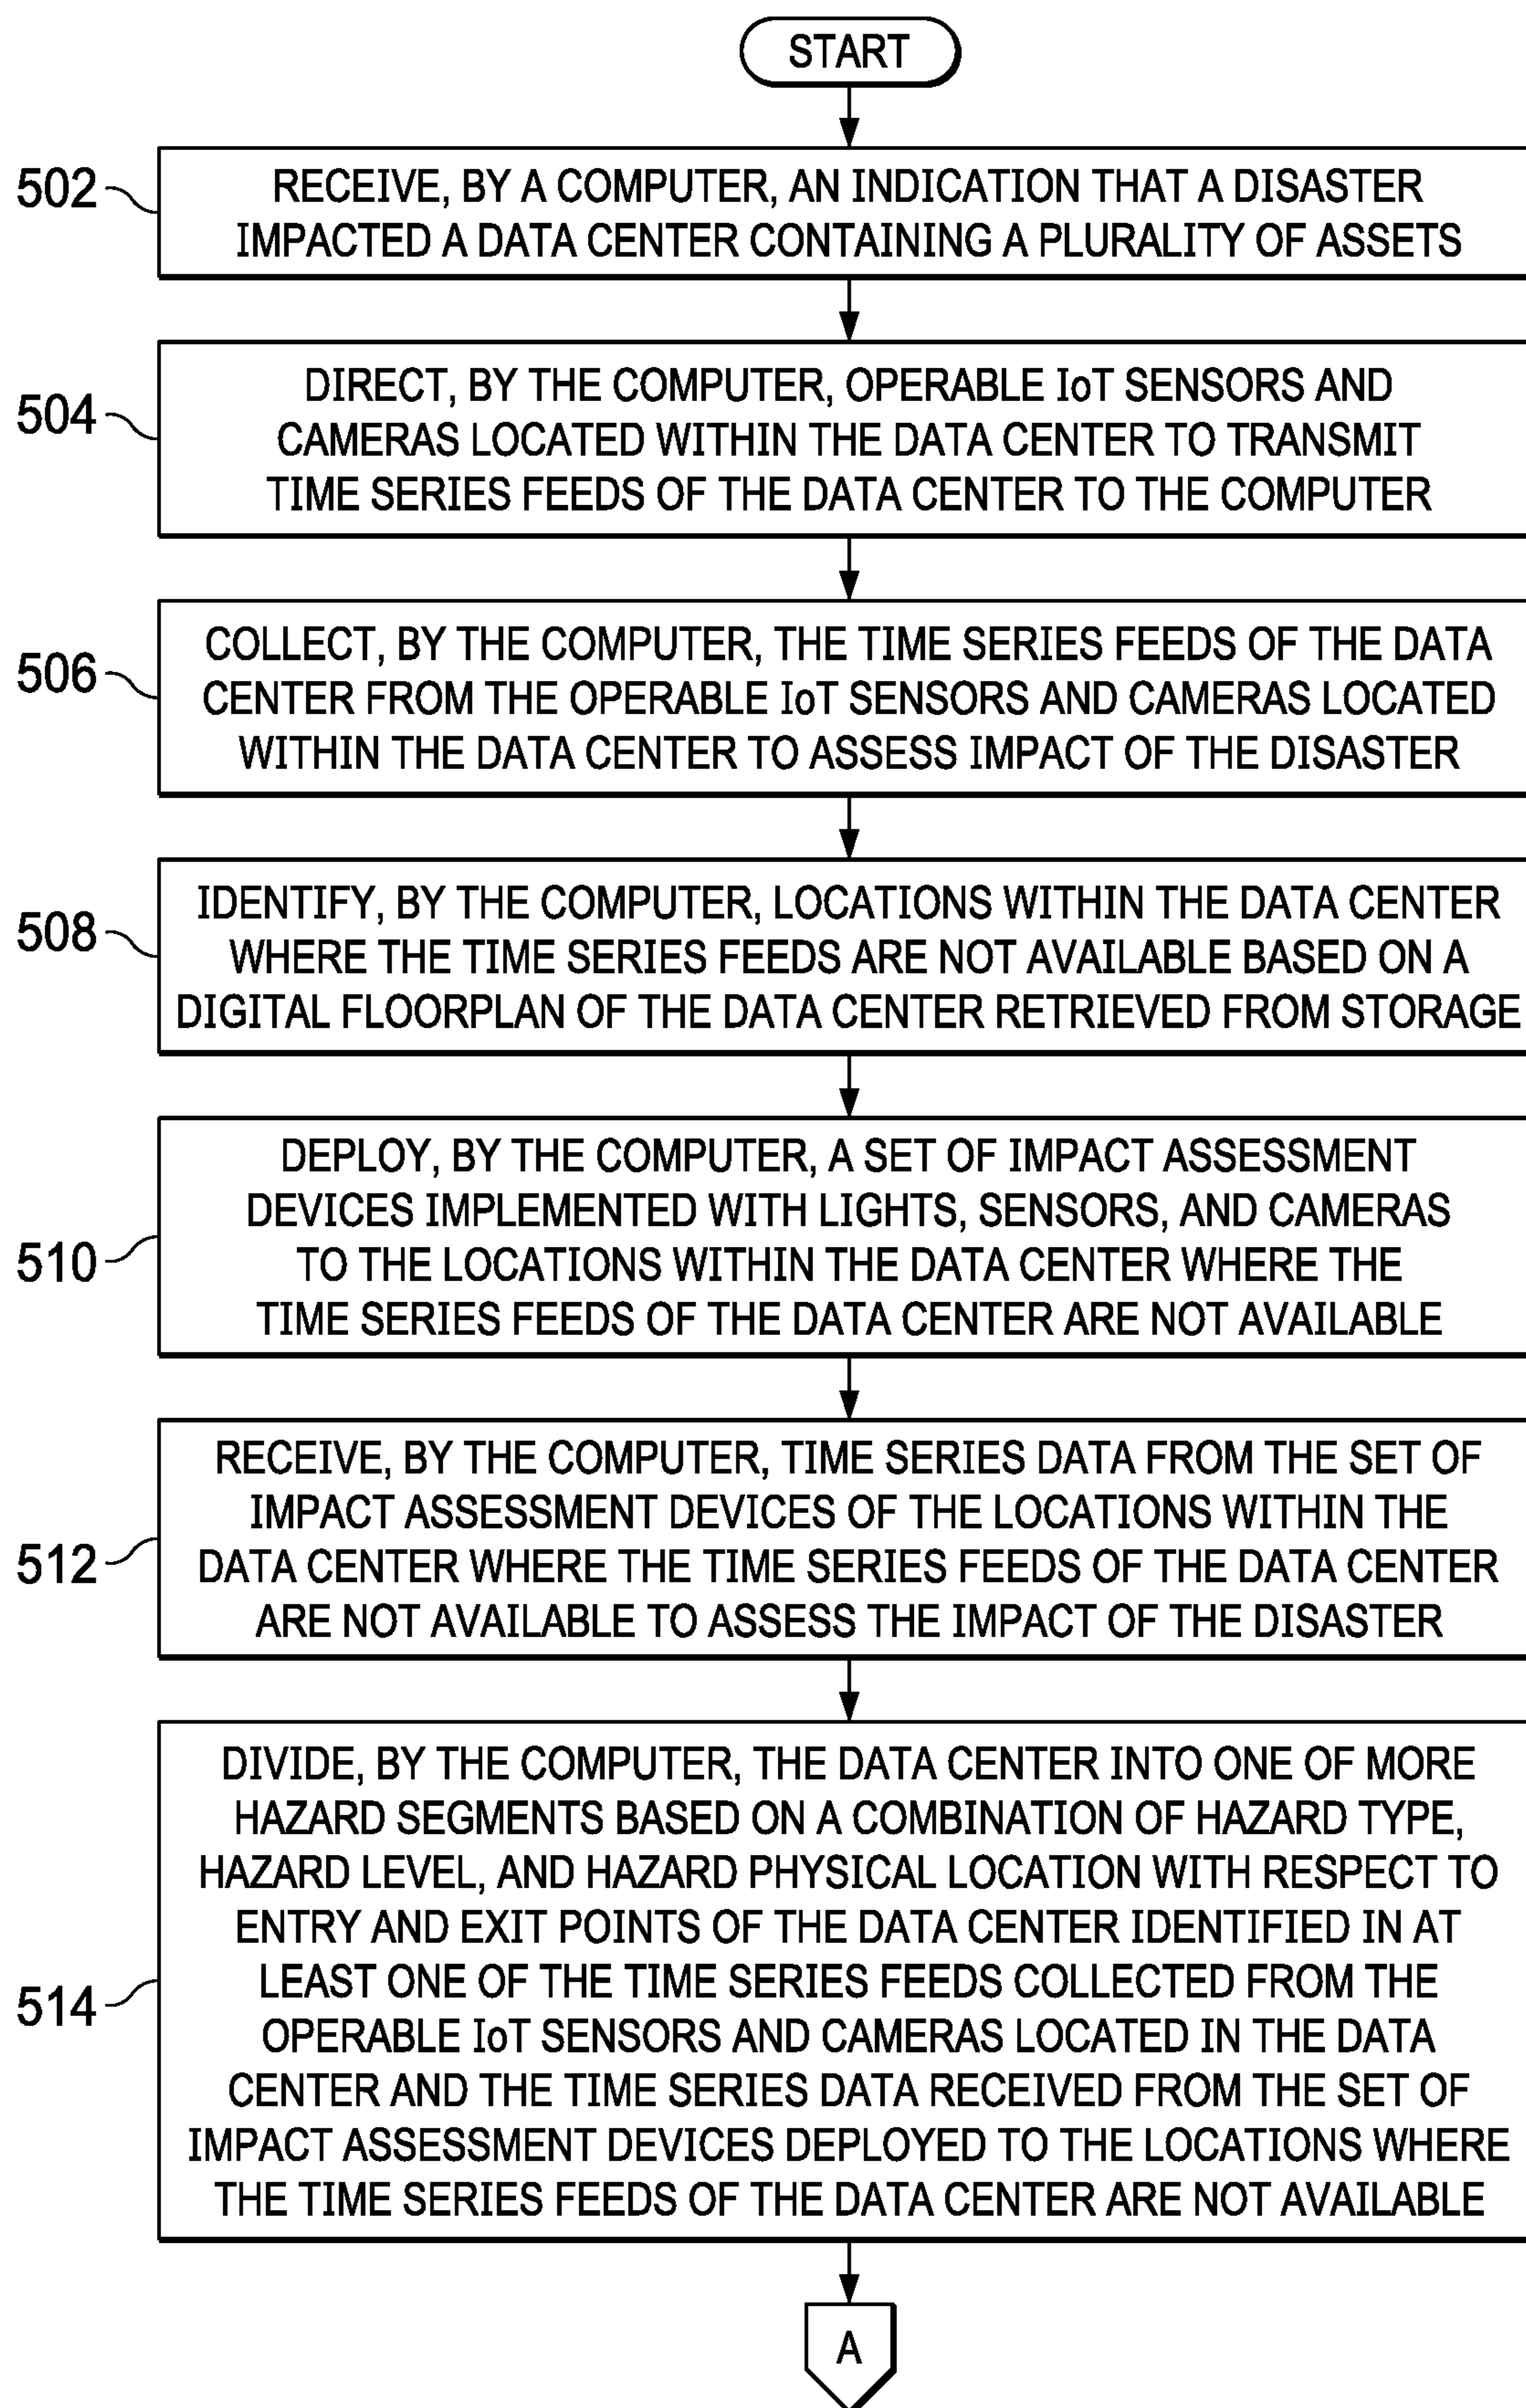 START
502
RECEIVE, BY A COMPUTER, AN INDICATION THAT A DISASTER
IMPACTED A DATA CENTER CONTAINING A PLURALITY OF ASSETS
504
DIRECT, BY THE COMPUTER, OPERABLE IoT SENSORS AND
CAMERAS LOCATED WITHIN THE DATA CENTER TO TRANSMIT
TIME SERIES FEEDS OF THE DATA CENTER TO THE COMPUTER
506
COLLECT, BY THE COMPUTER, THE TIME SERIES FEEDS OF THE DATA
CENTER FROM THE OPERABLE IoT SENSORS AND CAMERAS LOCATED
WITHIN THE DATA CENTER TO ASSESS IMPACT OF THE DISASTER
508
IDENTIFY, BY THE COMPUTER, LOCATIONS WITHIN THE DATA CENTER
WHERE THE TIME SERIES FEEDS ARE NOT AVAILABLE BASED ON A
DIGITAL FLOORPLAN OF THE DATA CENTER RETRIEVED FROM STORAGE
510
DEPLOY, BY THE COMPUTER, A SET OF IMPACT ASSESSMENT
DEVICES IMPLEMENTED WITH LIGHTS, SENSORS, AND CAMERAS
TO THE LOCATIONS WITHIN THE DATA CENTER WHERE THE
TIME SERIES FEEDS OF THE DATA CENTER ARE NOT AVAILABLE
512
RECEIVE, BY THE COMPUTER, TIME SERIES DATA FROM THE SET OF
IMPACT ASSESSMENT DEVICES OF THE LOCATIONS WITHIN THE
DATA CENTER WHERE THE TIME SERIES FEEDS OF THE DATA CENTER
ARE NOT AVAILABLE TO ASSESS THE IMPACT OF THE DISASTER
514
DIVIDE, BY THE COMPUTER, THE DATA CENTER INTO ONE OF MORE
HAZARD SEGMENTS BASED ON A COMBINATION OF HAZARD TYPE,
HAZARD LEVEL, AND HAZARD PHYSICAL LOCATION WITH RESPECT TO
ENTRY AND EXIT POINTS OF THE DATA CENTER IDENTIFIED IN AT
LEAST ONE OF THE TIME SERIES FEEDS COLLECTED FROM THE
OPERABLE IoT SENSORS AND CAMERAS LOCATED IN THE DATA
CENTER AND THE TIME SERIES DATA RECEIVED FROM THE SET OF
IMPACT ASSESSMENT DEVICES DEPLOYED TO THE LOCATIONS WHERE
THE TIME SERIES FEEDS OF THE DATA CENTER ARE NOT AVAILABLE
A